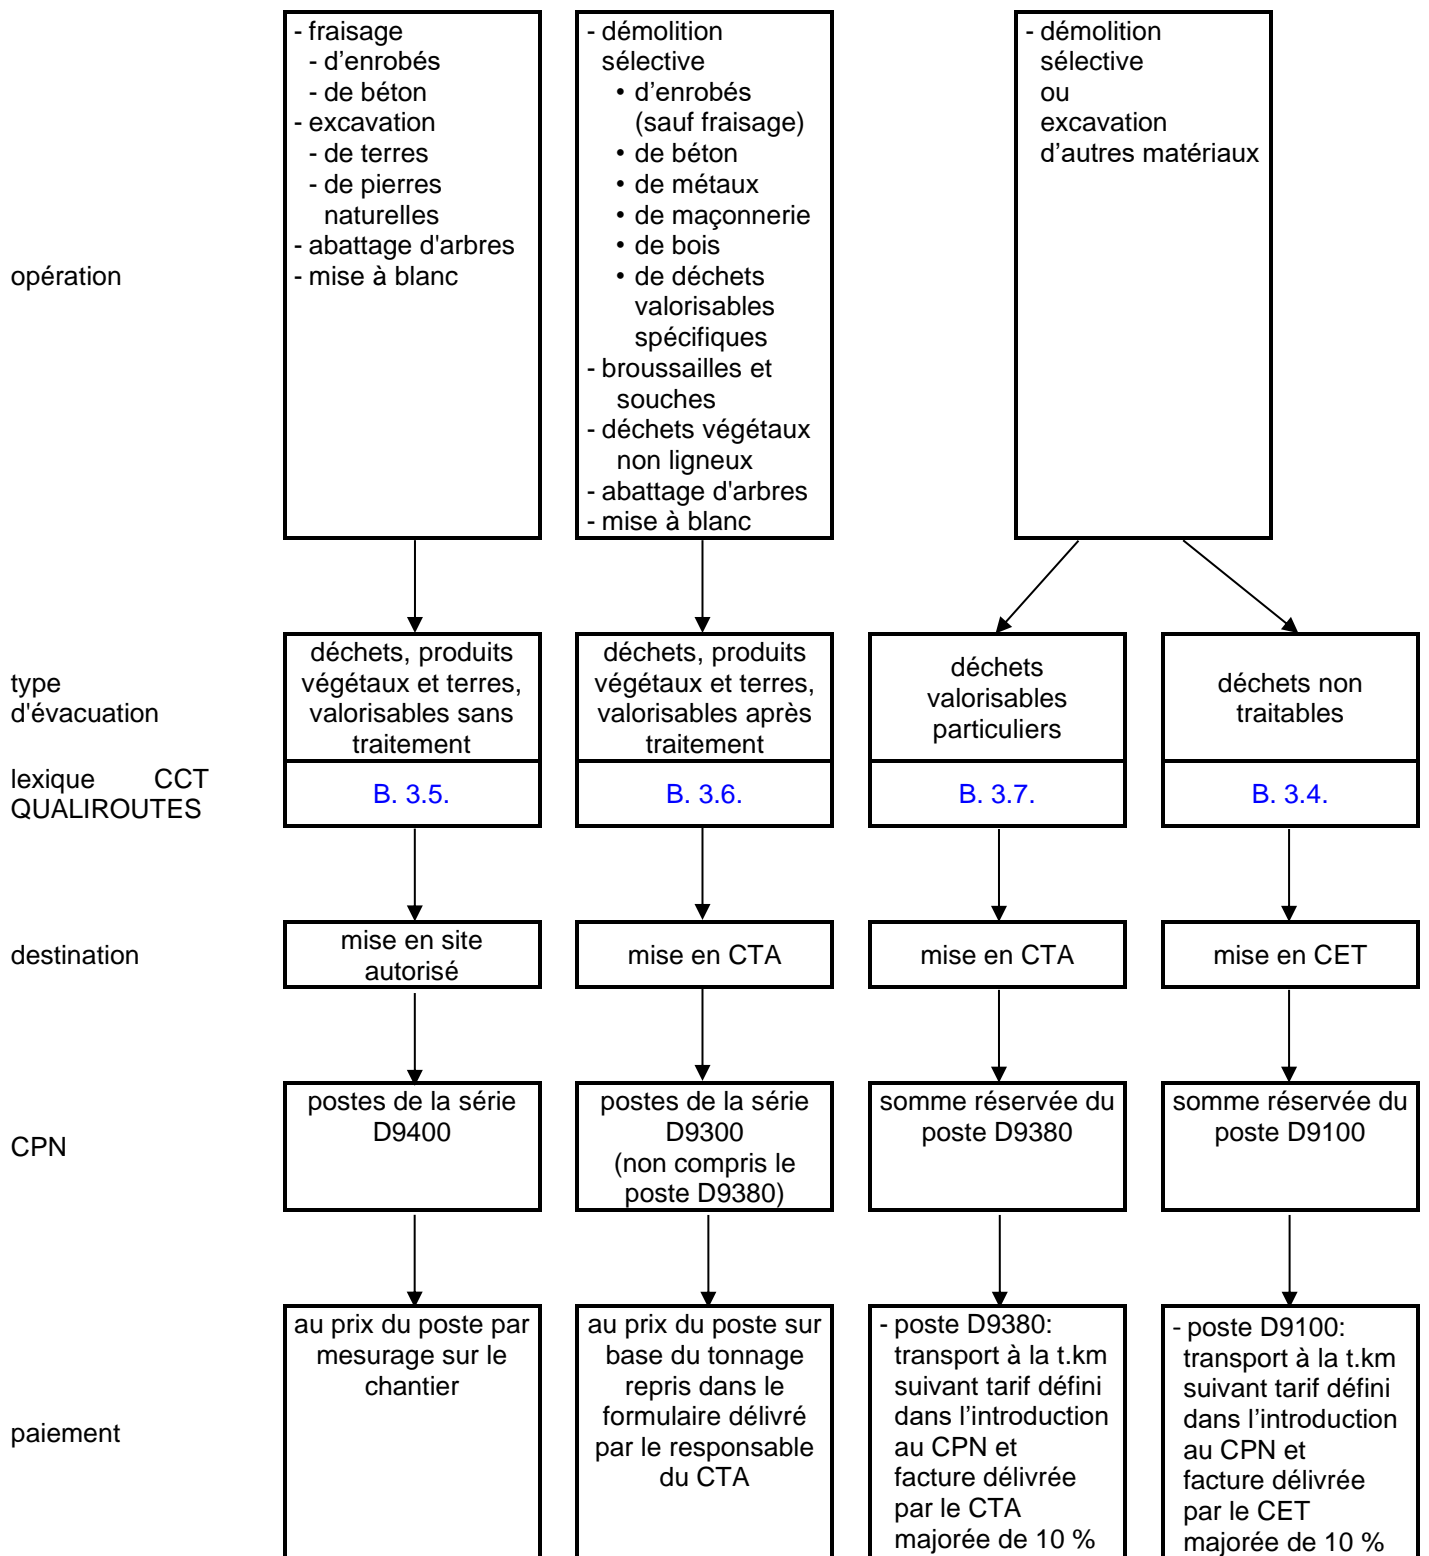 opération
- fraisage
- d'enrobés
- de béton
- excavation
- de terres
- de pierres
naturelles
- abattage d'arbres
- mise à blanc
- démolition
sélective
• d’enrobés
(sauf fraisage)
• de béton
• de métaux
• de maçonnerie
• de bois
• de déchets
valorisables
spécifiques
- broussailles et
souches
- déchets végétaux
non ligneux
- abattage d'arbres
- mise à blanc
- démolition
sélective
ou
excavation
d’autres matériaux
type
d'évacuation
déchets, produits
végétaux et terres,
valorisables sans
traitement
déchets, produits
végétaux et terres,
valorisables après
traitement
déchets
valorisables
particuliers
déchets non
traitables
lexique CCT
QUALIROUTES
B. 3.5.
B. 3.6.
B. 3.7.
B. 3.4.
destination
mise en site
autorisé
mise en CTA
mise en CTA
mise en CET
CPN
postes de la série
D9400
postes de la série
D9300
(non compris le
poste D9380)
somme réservée du
poste D9380
somme réservée du
poste D9100
paiement
au prix du poste par
mesurage sur le
chantier
au prix du poste sur
base du tonnage
repris dans le
formulaire délivré
par le responsable
du CTA
- poste D9380:
transport à la t.km
suivant tarif défini
dans l’introduction
au CPN et
facture délivrée
par le CTA
majorée de 10 %
- poste D9100:
transport à la t.km
suivant tarif défini
dans l’introduction
au CPN et
facture délivrée
par le CET
majorée de 10 %